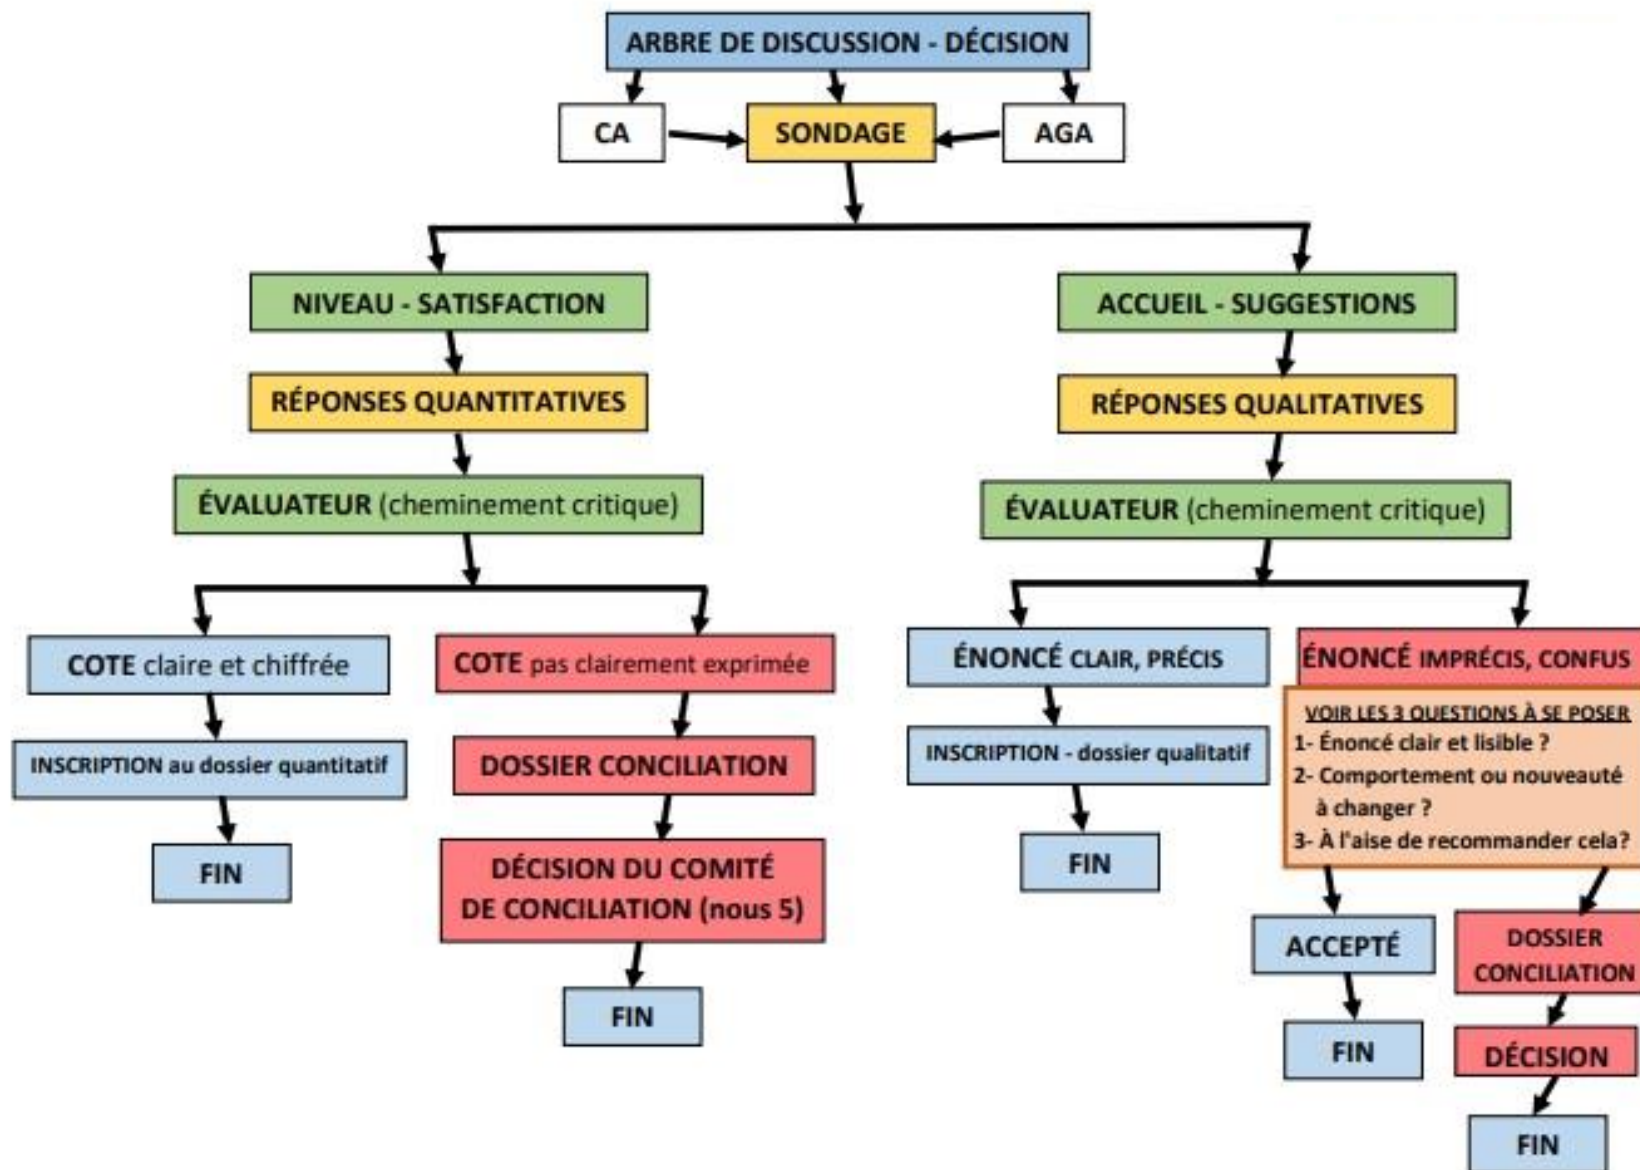 ARBRE DE DISCUSSION - DÉCISION
CA
SONDAGE
AGA
NIVEAU - SATISFACTION
ACCUEIL - SUGGESTIONS
RÉPONSES QUANTITATIVES
RÉPONSES QUALITATIVES
ÉVALUATEUR (cheminement critique)
ÉVALUATEUR (cheminement critique)
COTE claire et chiffrée
COTE pas clairement exprimée
ÉNONCÉ CLAIR, PRÉCIS
ÉNONCÉ IMPRÉCIS, CONFUS
INSCRIPTION au dossier quantitatif
DOSSIER CONCILIATION
INSCRIPTION - dossier qualitatif
VOIR LES 3 QUESTIONS À SE POSER
1- Énoncé clair et lisible ?
2- Comportement ou nouveauté
à changer ?
3- À l'aise de recommander cela?
FIN
DÉCISION DU COMITÉ
DE CONCILIATION (nous 5)
FIN
FIN
ACCEPTÉ
DOSSIER
CONCILIATION
FIN
DÉCISION
FIN